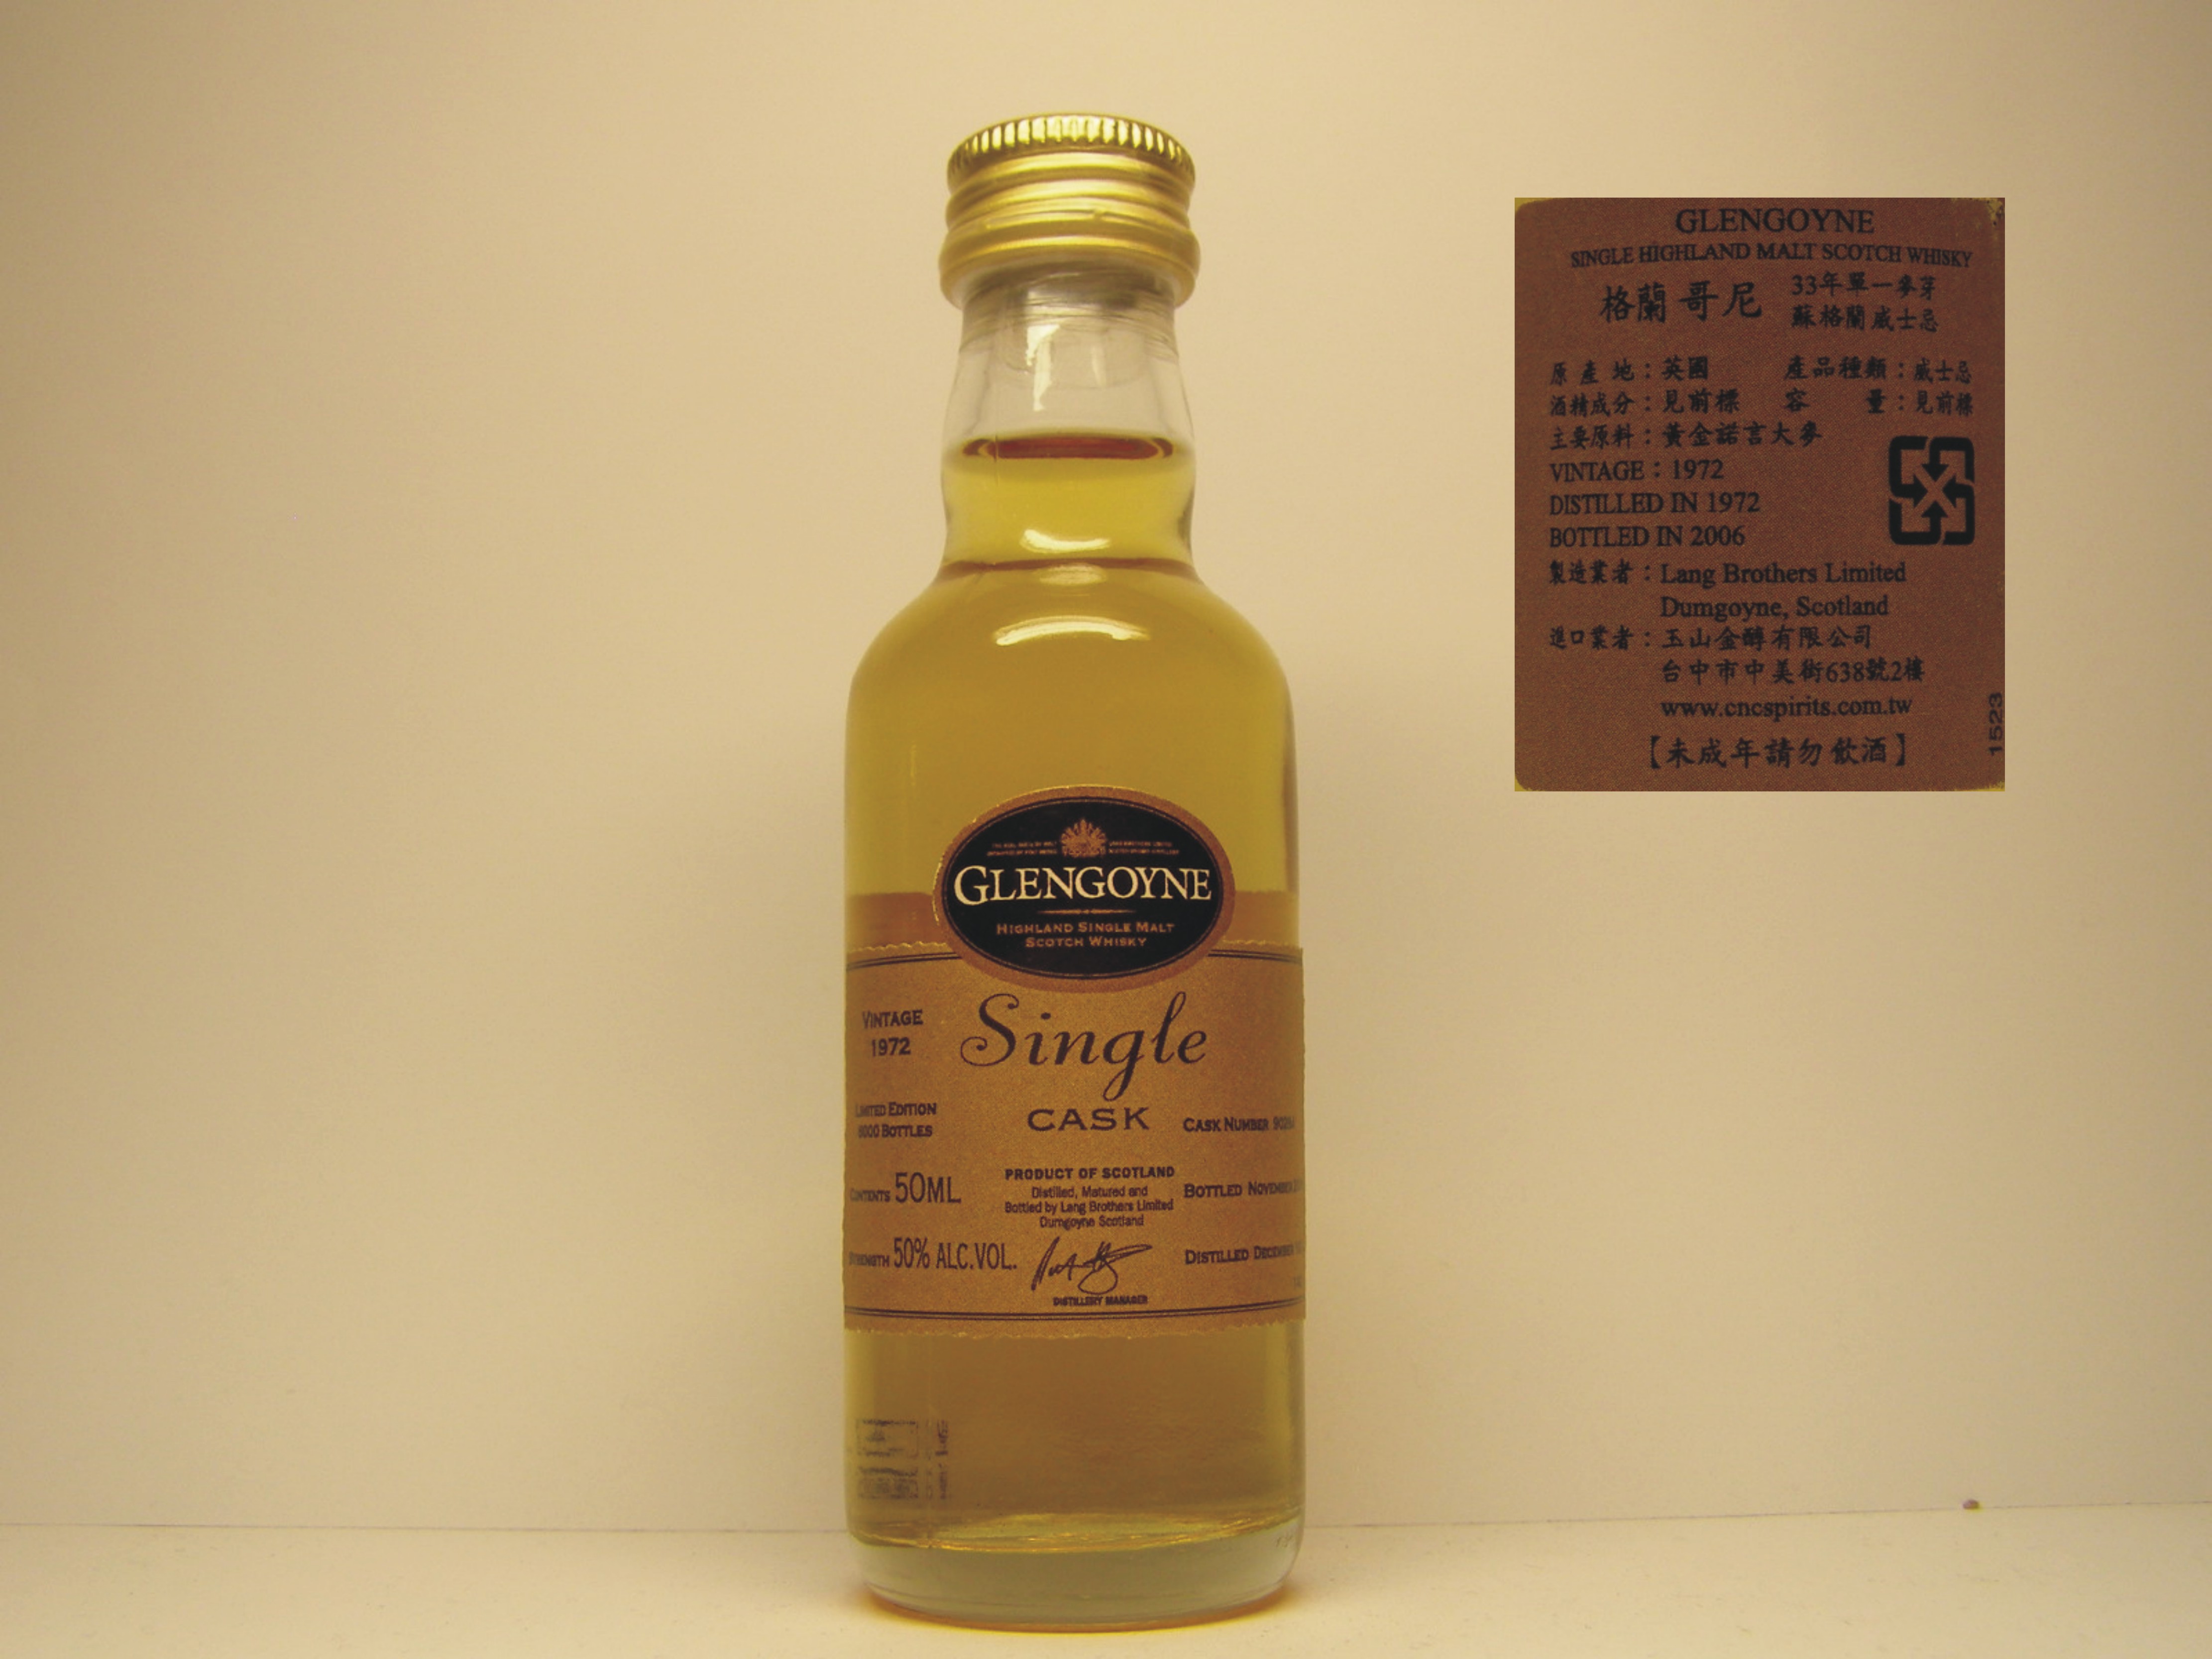 GLENGOYNE
HIGHLAND SINGLE MALT
SCOTCH WHISKY
VINTAGE
1972
Single
CASK
LIMITED EDITION
BOTTLES
CASK NUMBER
CONTENTS 50ML
PRODUCT OF SCOTLAND
Distilled, Matured and
Bottled by Lang Brothers Limited
Dumgoyne Scotland
BOTTLED NOVEMBER
STRENGTH 50% ALC.VOL.
DISTILLED DECEMBER
DISTILLERY MANAGER
GLENGOYNE
SINGLE HIGHLAND MALT SCOTCH WHISKY
格蘭哥尼 33年單一麥芽
蘇格蘭威士忌
原產地：英國 產品種類：威士忌
酒精成分：見前標 容量：見前標
主要原料：黃金諾言大麥
VINTAGE：1972
DISTILLED IN 1972
BOTTLED IN 2006
製造業者：Lang Brothers Limited
Dumgoyne, Scotland
進口業者：玉山金醇有限公司
台中市中美街638號2樓
www.cncspirits.com.tw
【未成年請勿飲酒】
1523